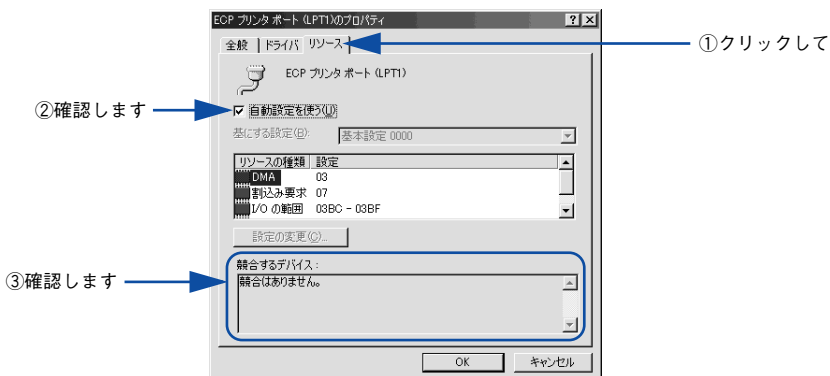 ECP プリンタ ポート (LPT1)のプロパティ
全般 ドライバ リソース
①クリックして
ECP プリンタ ポート (LPT1)
②確認します
自動設定を使う(U)
基にする設定(B): 基本設定 0000
リソースの種類 設定
DMA 03
割込み要求 07
I/O の範囲 03BC - 03BF
設定の変更(C)...
③確認します
競合するデバイス:
競合はありません。
OK キャンセル